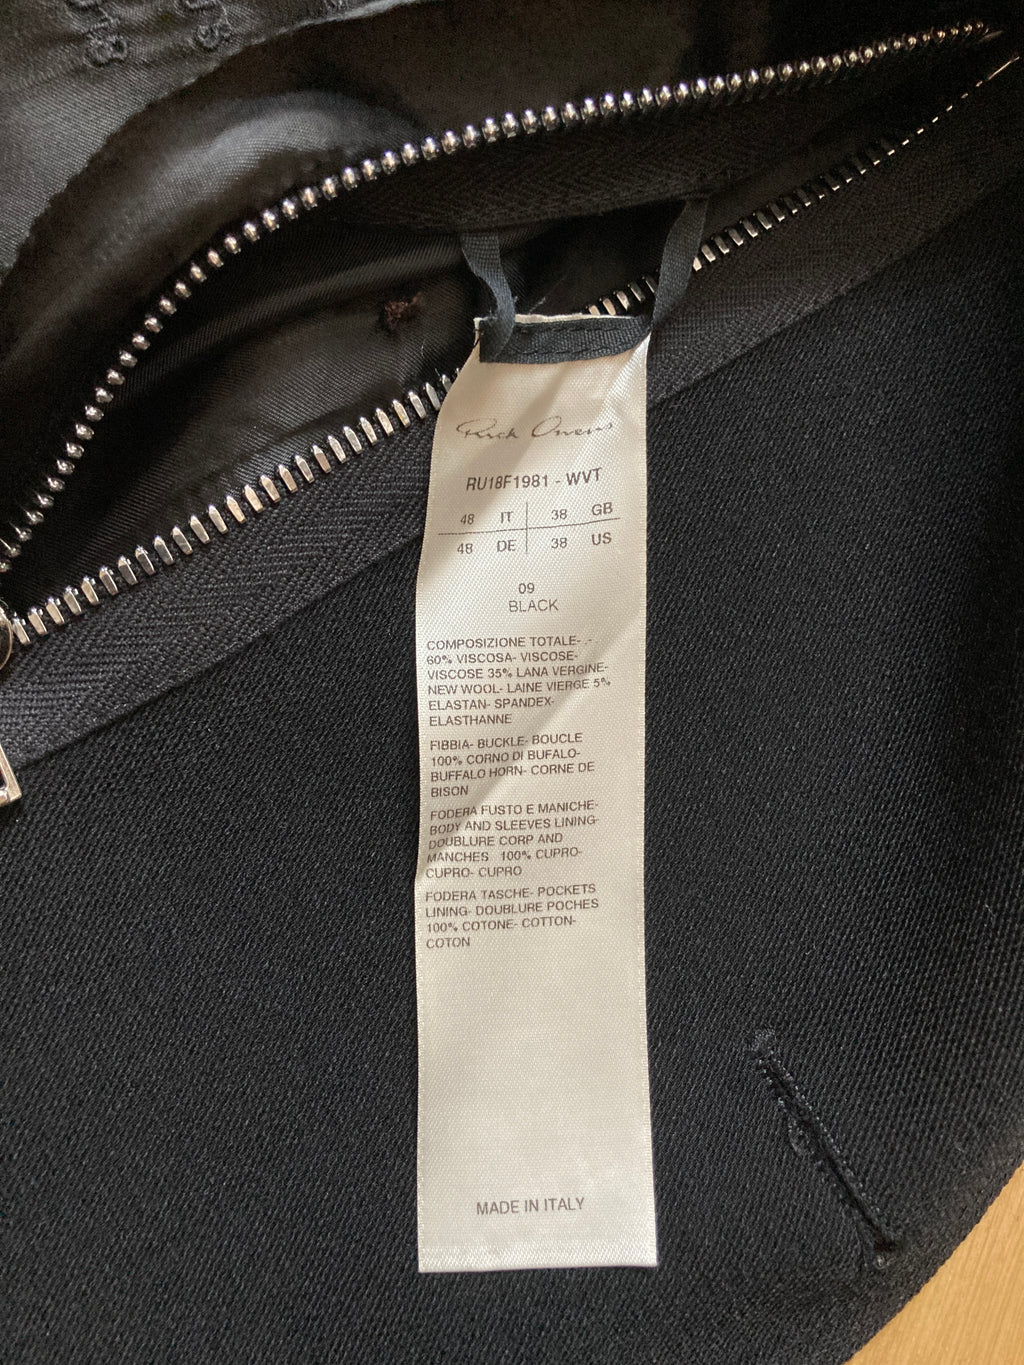 Rick Owens
RU18F1981 - WVT
48 IT 38 GB
48 DE 38 US
09
BLACK
COMPOSIZIONE TOTALE- .- .
60% VISCOSA- VISCOSE-
VISCOSE 35% LANA VERGINE-
NEW WOOL- LAINE VIERGE 5%
ELASTAN- SPANDEX-
ELASTHANNE
FIBBIA- BUCKLE- BOUCLE
100% CORNO DI BUFALO-
BUFFALO HORN- CORNE DE
BISON
FODERA FUSTO E MANICHE-
BODY AND SLEEVES LINING-
DOUBLURE CORP AND
MANCHES 100% CUPRO-
CUPRO- CUPRO
FODERA TASCHE- POCKETS
LINING- DOUBLURE POCHES
100% COTONE- COTTON-
COTON
MADE IN ITALY